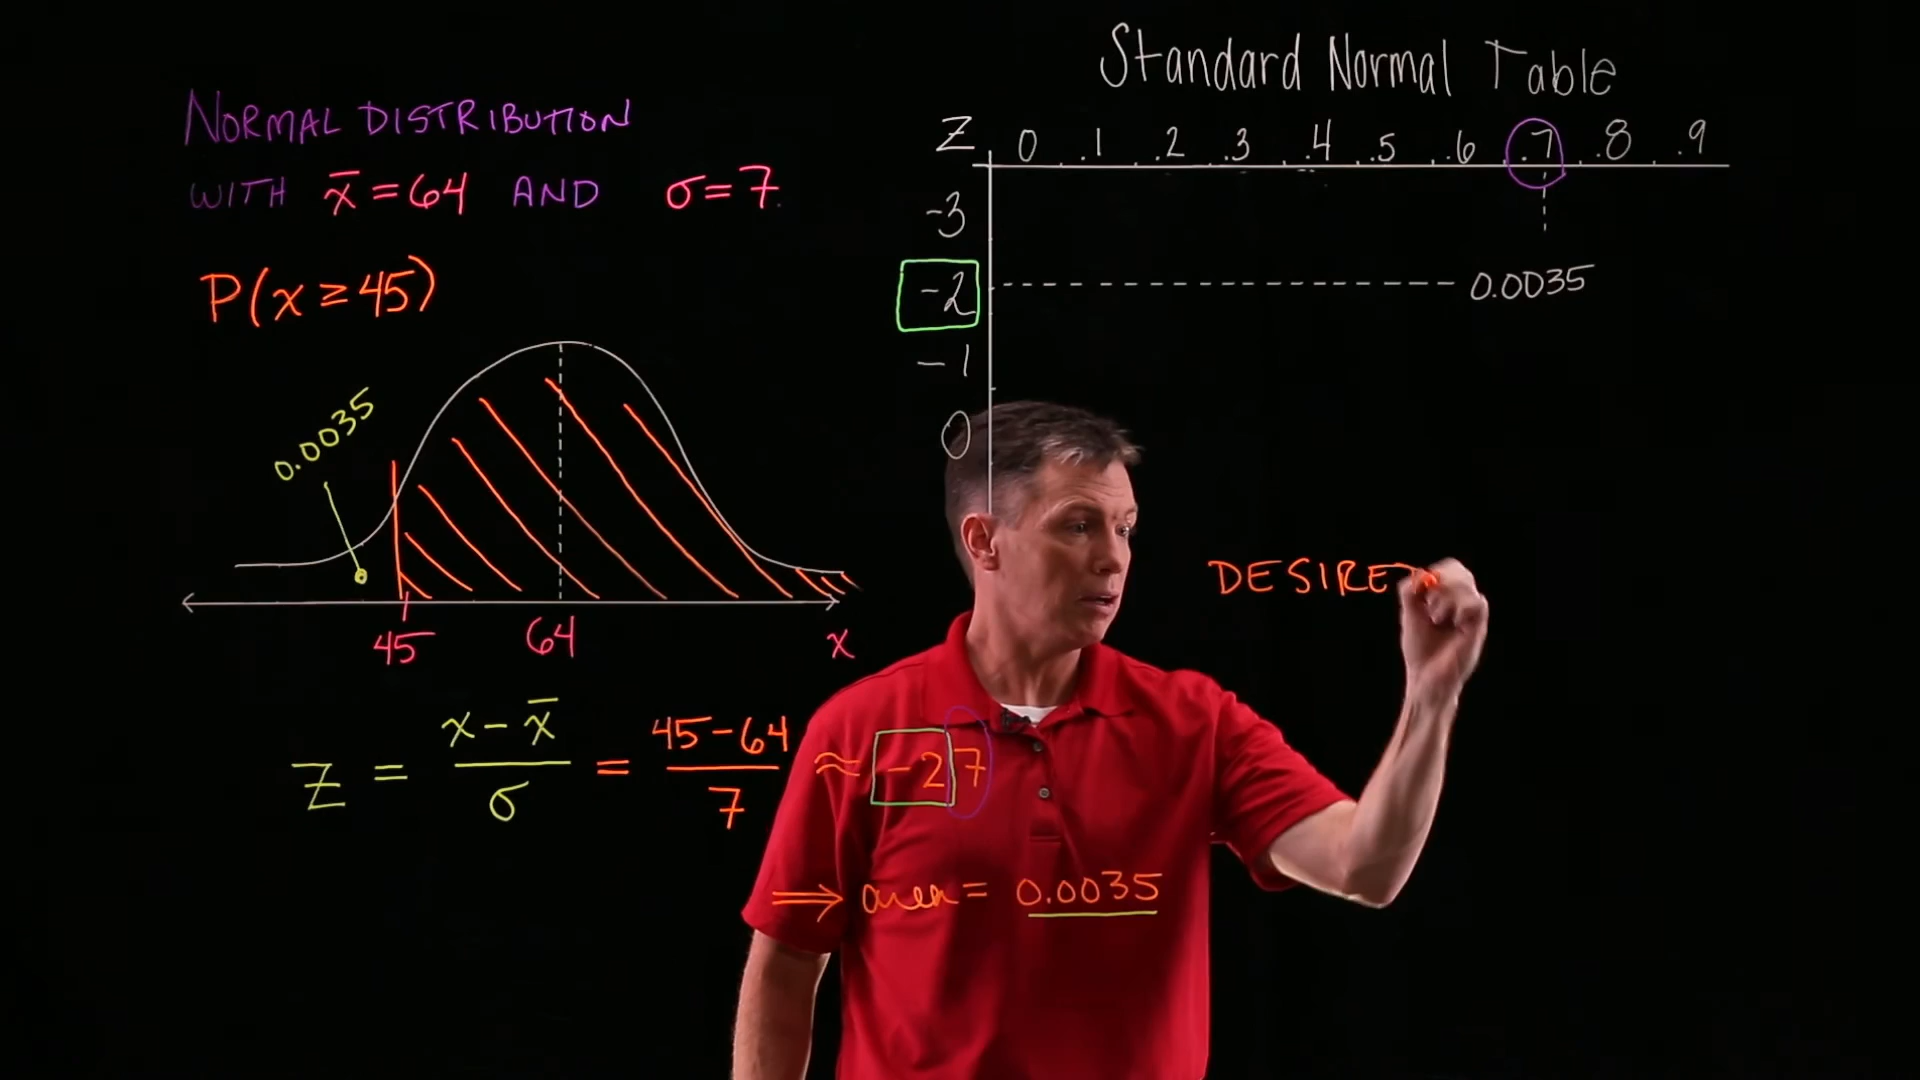 Standard Normal Table
NORMAL DISTRIBUTION
WITH x̄ = 64 AND σ = 7.
P(x ≥ 45)
Z 0 .1 .2 .3 .4 .5 .6 .7 .8 .9
-3
-2 0.0035
-1
0
0.0035
45 64 x
DESIRED
z = x - x̄ / σ = 45 - 64 / 7 ≈ -2 7
⇒ area = 0.0035